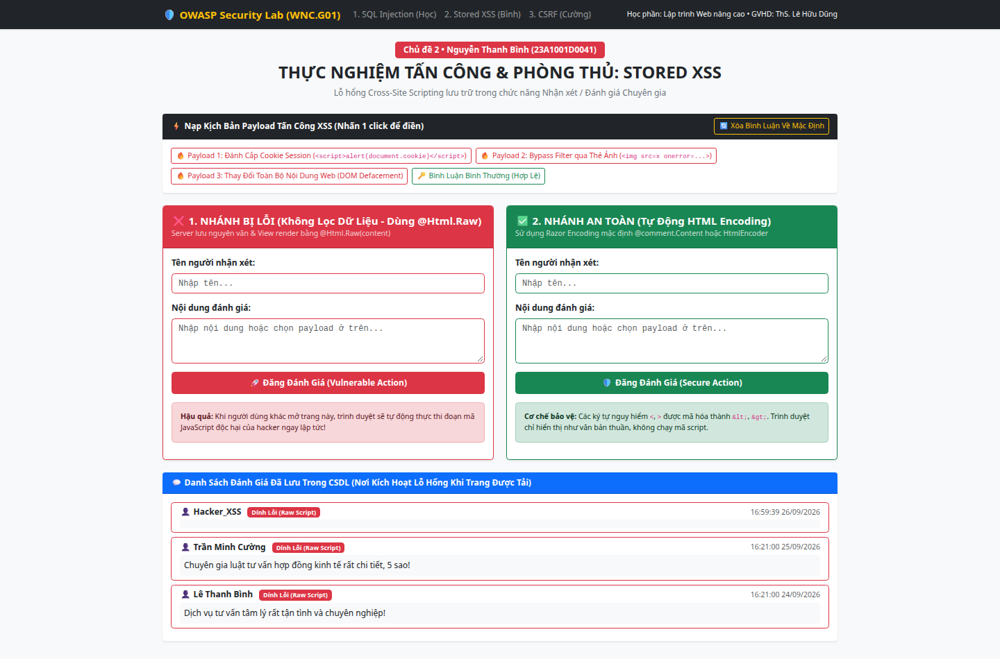 OWASP Security Lab (WNC.G01) 1. SQL Injection (Học) 2. Stored XSS (Bình) 3. CSRF (Cường) Học phần: Lập trình Web nâng cao • GVHD: ThS. Lê Hữu Dũng
Chủ đề 2 • Nguyễn Thanh Bình (23A1001D0041)
THỰC NGHIỆM TẤN CÔNG & PHÒNG THỦ: STORED XSS
Lỗ hổng Cross-Site Scripting lưu trữ trong chức năng Nhận xét / Đánh giá Chuyên gia
Nạp Kịch Bản Payload Tấn Công XSS (Nhấn 1 click để điền) Xóa Bình Luận Về Mặc Định
Payload 1: Đánh Cắp Cookie Session (<script>alert(document.cookie)</script>) Payload 2: Bypass Filter qua Thẻ Ảnh (<img src=x onerror=...>)
Payload 3: Thay Đổi Toàn Bộ Nội Dung Web (DOM Defacement) Bình Luận Bình Thường (Hợp Lệ)
1. NHÁNH BỊ LỖI (Không Lọc Dữ Liệu - Dùng @Html.Raw)
Server lưu nguyên văn & View render bằng @Html.Raw(content)
Tên người nhận xét:
Nhập tên...
Nội dung đánh giá:
Nhập nội dung hoặc chọn payload ở trên...
Đăng Đánh Giá (Vulnerable Action)
Hậu quả: Khi người dùng khác mở trang này, trình duyệt sẽ tự động thực thi đoạn mã
JavaScript độc hại của hacker ngay lập tức!
2. NHÁNH AN TOÀN (Tự Động HTML Encoding)
Sử dụng Razor Encoding mặc định @comment.Content hoặc HtmlEncoder
Tên người nhận xét:
Nhập tên...
Nội dung đánh giá:
Nhập nội dung hoặc chọn payload ở trên...
Đăng Đánh Giá (Secure Action)
Cơ chế bảo vệ: Các ký tự nguy hiểm <, > được mã hóa thành &lt;, &gt;. Trình duyệt
chỉ hiển thị như văn bản thuần, không chạy mã script.
Danh Sách Đánh Giá Đã Lưu Trong CSDL (Nơi Kích Hoạt Lỗ Hổng Khi Trang Được Tải)
Hacker_XSS Dính Lỗi (Raw Script) 16:59:39 26/09/2026
Trần Minh Cường Dính Lỗi (Raw Script) 16:21:00 25/09/2026
Chuyên gia luật tư vấn hợp đồng kinh tế rất chi tiết, 5 sao!
Lê Thanh Bình Dính Lỗi (Raw Script) 16:21:00 24/09/2026
Dịch vụ tư vấn tâm lý rất tận tình và chuyên nghiệp!